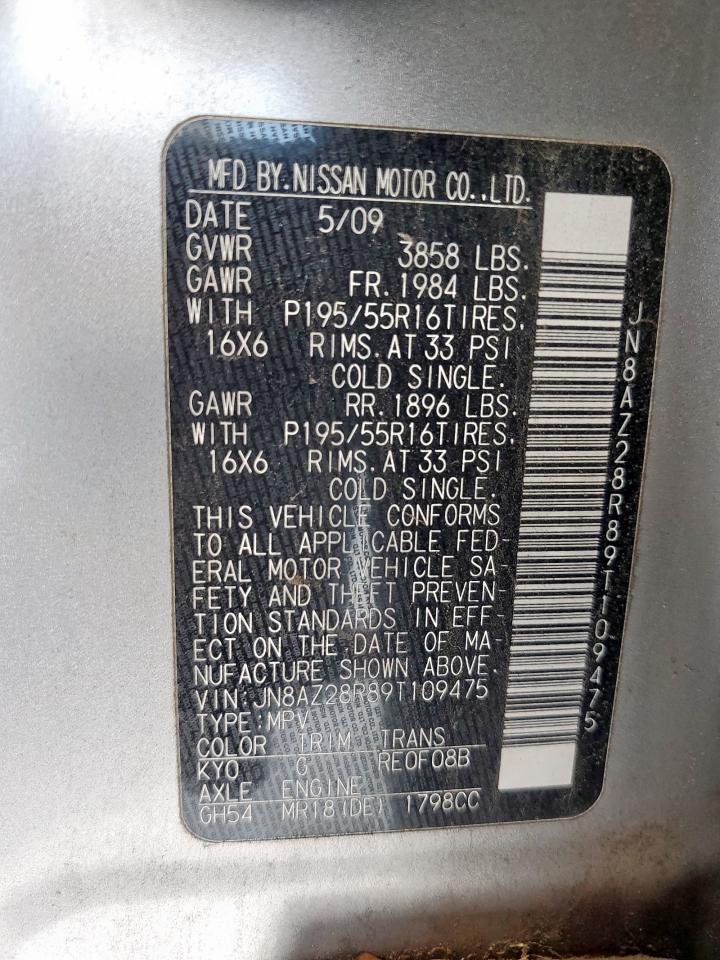 MFD BY.NISSAN MOTOR CO.,LTD.
DATE 5/09
GVWR 3858 LBS.
GAWR FR.1984 LBS.
WITH P195/55R16TIRES.
16X6 RIMS.AT 33 PSI
COLD SINGLE.
GAWR RR.1896 LBS.
WITH P195/55R16TIRES.
16X6 RIMS.AT 33 PSI
COLD SINGLE.
THIS VEHICLE CONFORMS
TO ALL APPLICABLE FED-
ERAL MOTOR VEHICLE SA-
FETY AND THEFT PREVEN-
TION STANDARDS IN EFF-
ECT ON THE DATE OF MA-
NUFACTURE SHOWN ABOVE.
VIN:JN8AZ28R89T109475
TYPE:MPV
COLOR TRIM TRANS
KY0 G RE0F08B
AXLE ENGINE
GH54 MR18(DE) 1798CC
JN8AZ28R89T109475